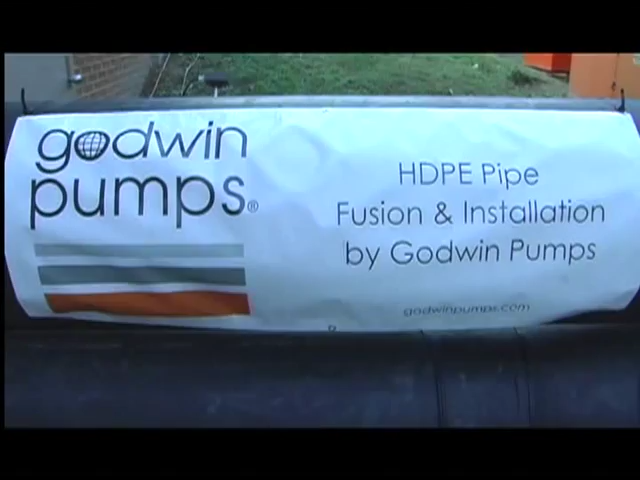 godwin
pumps®
HDPE Pipe
Fusion & Installation
by Godwin Pumps
godwinpumps.com